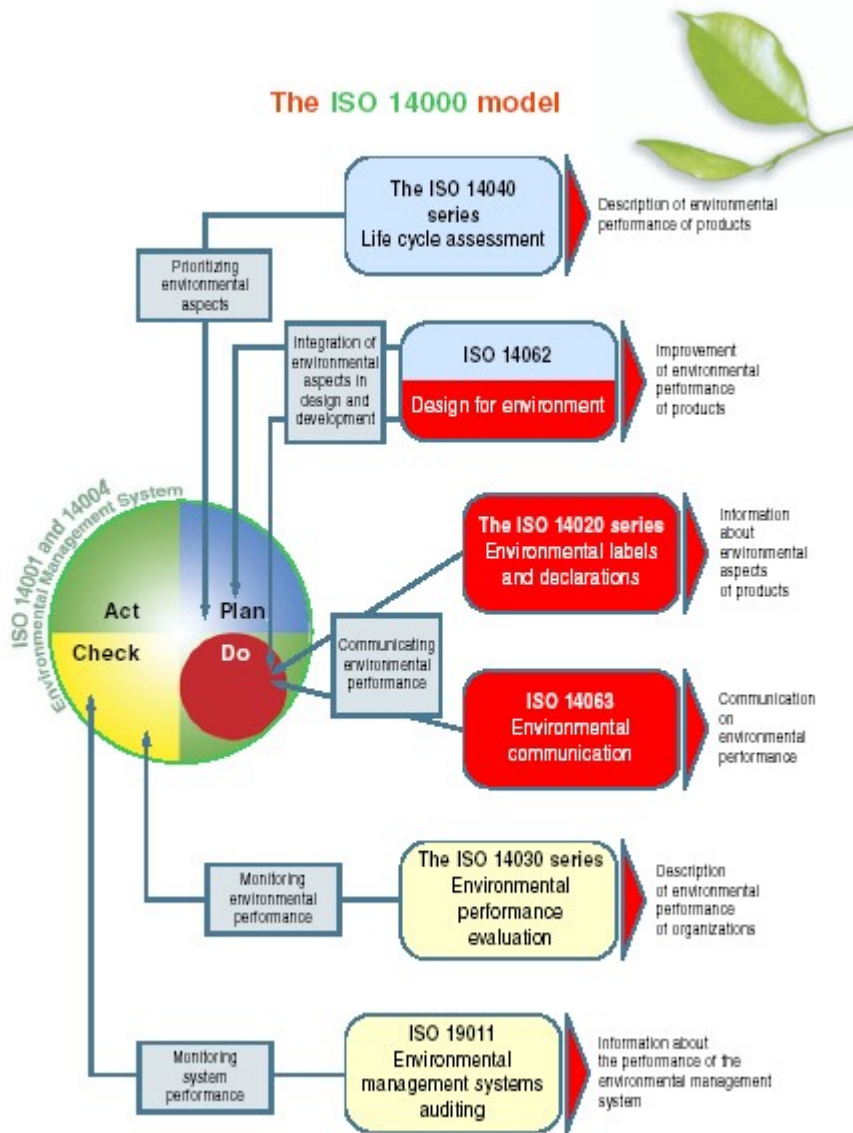 The ISO 14000 model
The ISO 14040
series
Life cycle assessment
Description of environmental
performance of products
Prioritizing
environmental
aspects
Integration of
environmental
aspects in
design and
development
ISO 14062
Design for environment
Improvement
of environmental
performance
of products
ISO 14001 and 14004
Environmental Management System
Act
Plan
Check
Do
The ISO 14020 series
Environmental labels
and declarations
Information
about
environmental
aspects
of products
Communicating
environmental
performance
ISO 14063
Environmental
communication
Communication
on
environmental
performance
Monitoring
environmental
performance
The ISO 14030 series
Environmental
performance
evaluation
Description
of environmental
performance
of organizations
Monitoring
system
performance
ISO 19011
Environmental
management systems
auditing
Information about
the performance of the
environmental management
system